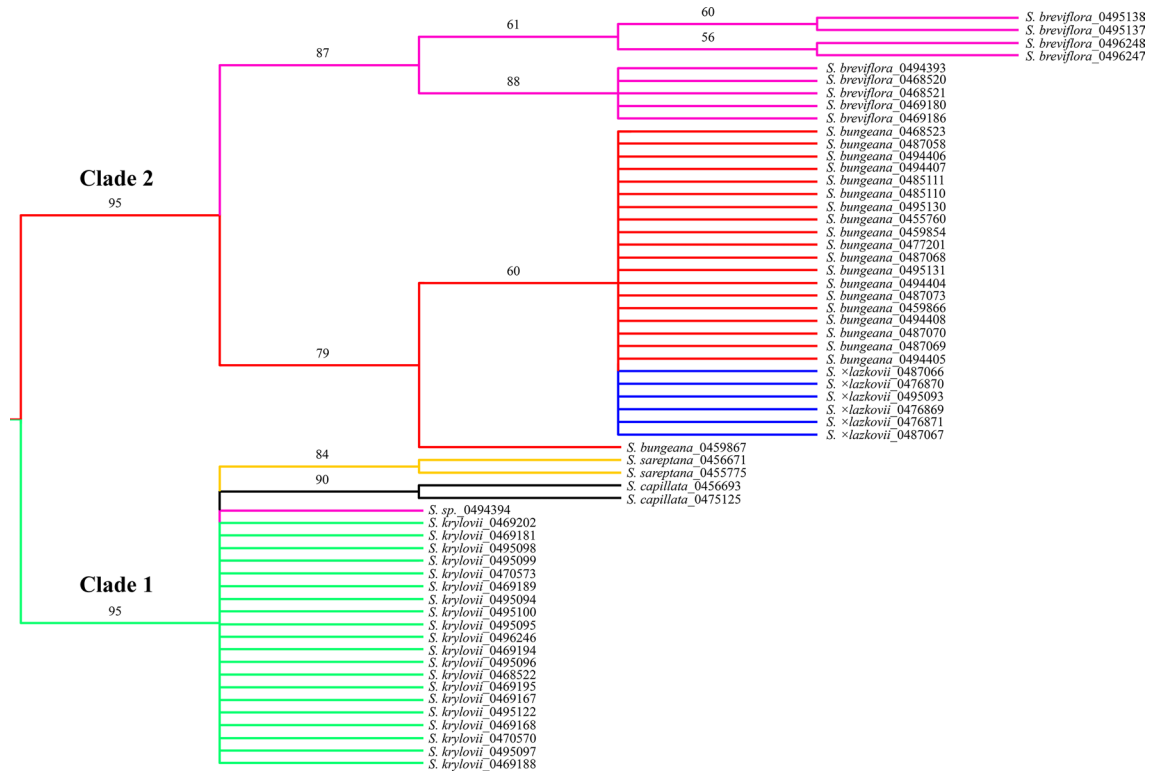 60
S. breviflora_0495138
61
S. breviflora_0495137
56
S. breviflora_0496248
87
S. breviflora_0496247
S. breviflora_0494393
88
S. breviflora_0468520
S. breviflora_0468521
S. breviflora_0469180
S. breviflora_0469186
S. bungeana_0468523
S. bungeana_0487058
S. bungeana_0494406
S. bungeana_0494407
Clade 2
S. bungeana_0485111
S. bungeana_0485110
95
S. bungeana_0495130
S. bungeana_0455760
S. bungeana_0459854
S. bungeana_0477201
S. bungeana_0487068
60
S. bungeana_0495131
S. bungeana_0494404
S. bungeana_0487073
S. bungeana_0459866
S. bungeana_0494408
S. bungeana_0487070
79
S. bungeana_0487069
S. bungeana_0494405
S. ×lazkovii_0487066
S. ×lazkovii_0476870
S. ×lazkovii_0495093
S. ×lazkovii_0476869
S. ×lazkovii_0476871
S. ×lazkovii_0487067
S. bungeana_0459867
84
S. sareptana_0456671
S. sareptana_0455775
90
S. capillata_0456693
S. capillata_0475125
S. sp._0494394
S. krylovii_0469202
S. krylovii_0469181
S. krylovii_0495098
S. krylovii_0495099
S. krylovii_0470573
Clade 1
S. krylovii_0469189
S. krylovii_0495094
95
S. krylovii_0495100
S. krylovii_0495095
S. krylovii_0496246
S. krylovii_0469194
S. krylovii_0495096
S. krylovii_0468522
S. krylovii_0469195
S. krylovii_0469167
S. krylovii_0495122
S. krylovii_0469168
S. krylovii_0470570
S. krylovii_0495097
S. krylovii_0469188